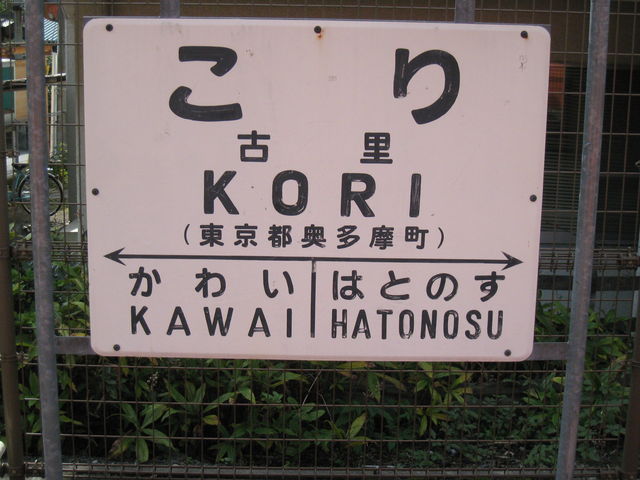 こり
古里
KORI
(東京都奥多摩町)
かわい はとのす
KAWAI HATONOSU